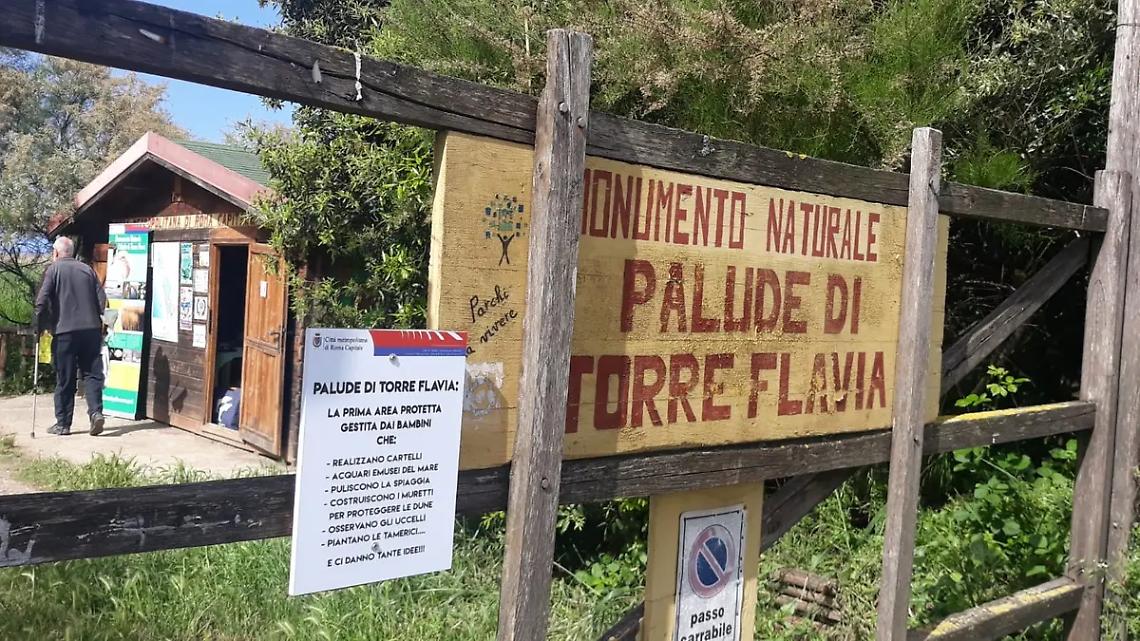 MONUMENTO NATURALE
PALUDE DI
TORRE FLAVIA
Parchi
a vivere
Città metropolitana
di Roma Capitale
PALUDE DI TORRE FLAVIA:
LA PRIMA AREA PROTETTA
GESTITA DAI BAMBINI
CHE:
- REALIZZANO CARTELLI
- ACQUARI EMUSEI DEL MARE
- PULISCONO LA SPIAGGIA
- COSTRUISCONO I MURETTI
PER PROTEGGERE LE DUNE
- OSSERVANO GLI UCCELLI
- PIANTANO LE TAMERICI....
E CI DANNO TANTE IDEE!!!
passo
carrabile